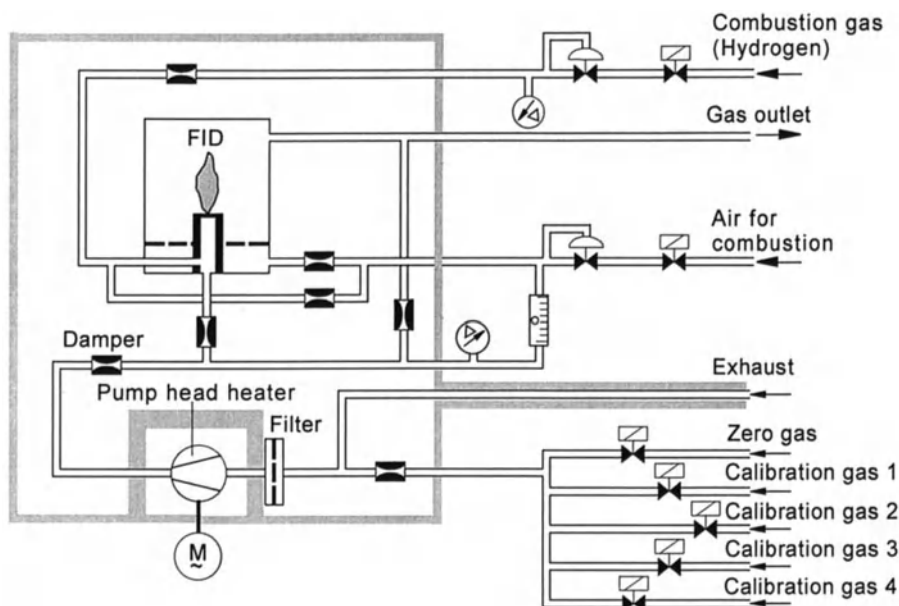 Combustion gas
(Hydrogen)
Gas outlet
FID
Air for
combustion
Damper
Exhaust
Pump head heater
Filter
Zero gas
Calibration gas 1
Calibration gas 2
Calibration gas 3
Calibration gas 4
M
~